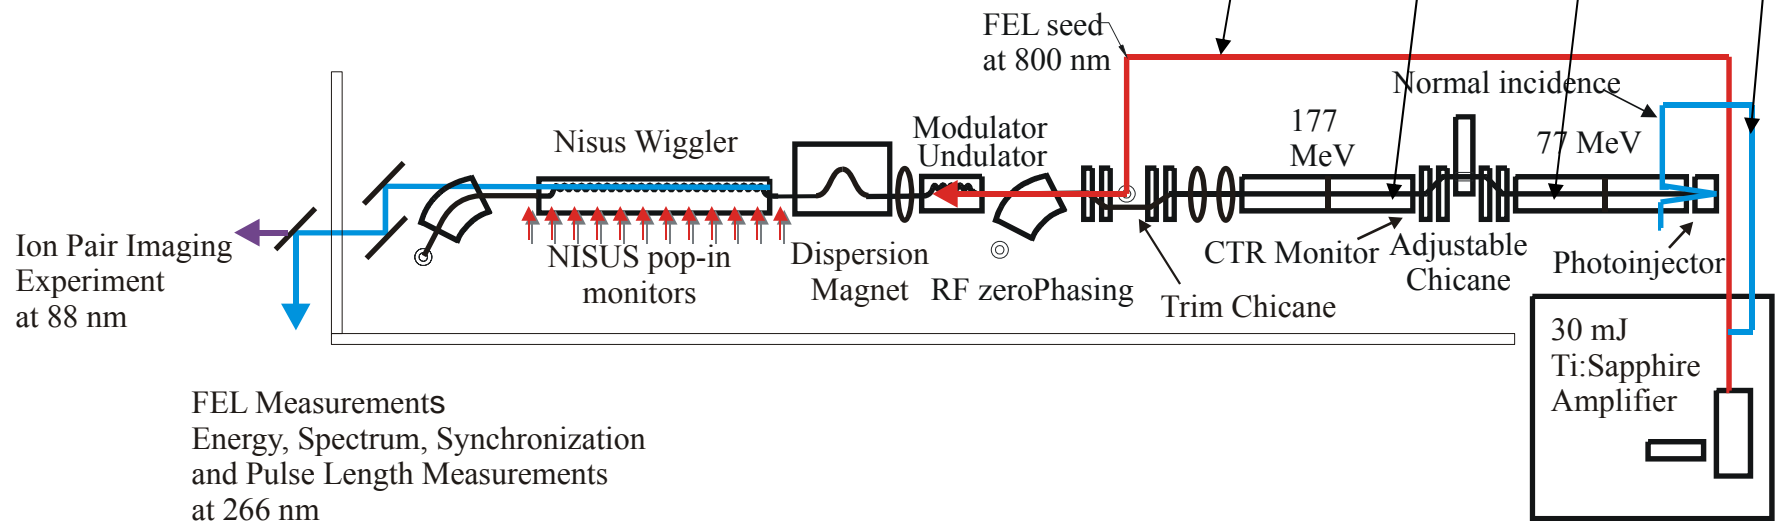 FEL seed
at 800 nm
Normal incidence
177
MeV
77 MeV
Modulator
Undulator
Nisus Wiggler
Ion Pair Imaging
Experiment
at 88 nm
NISUS pop-in
monitors
Dispersion
Magnet
RF zeroPhasing
Trim Chicane
CTR Monitor
Adjustable
Chicane
Photoinjector
30 mJ
Ti:Sapphire
Amplifier
FEL Measurements
Energy, Spectrum, Synchronization
and Pulse Length Measurements
at 266 nm